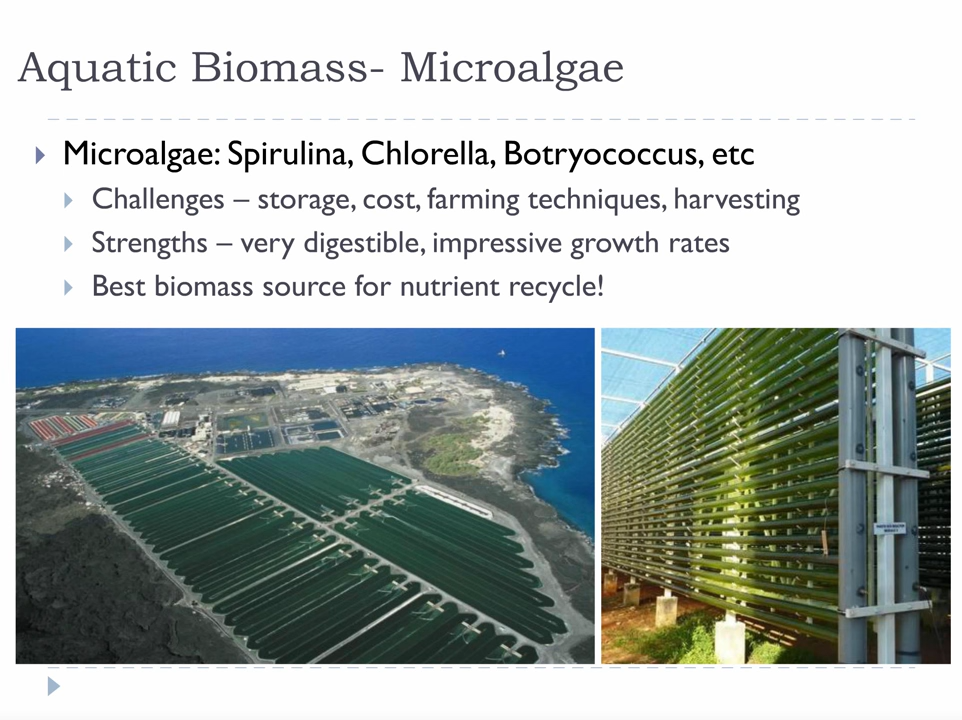 Aquatic Biomass- Microalgae
Microalgae: Spirulina, Chlorella, Botryococcus, etc
Challenges – storage, cost, farming techniques, harvesting
Strengths – very digestible, impressive growth rates
Best biomass source for nutrient recycle!